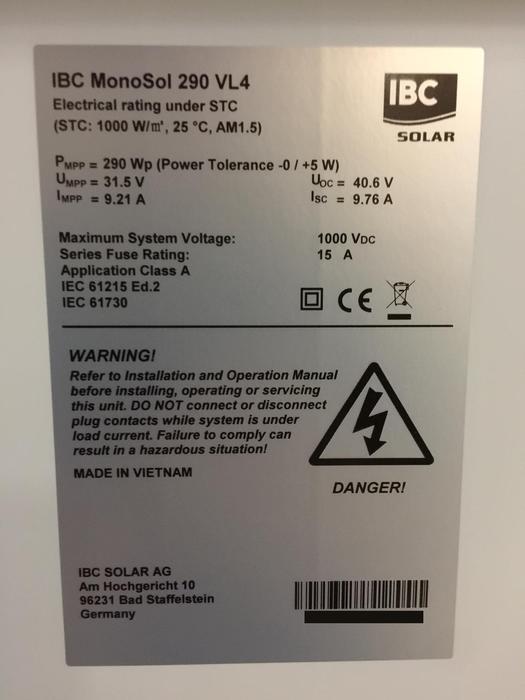 IBC MonoSol 290 VL4
Electrical rating under STC
(STC: 1000 W/m², 25 °C, AM1.5)
IBC
SOLAR
PMPP = 290 Wp (Power Tolerance -0 / +5 W)
UMPP = 31.5 V UOC = 40.6 V
IMPP = 9.21 A ISC = 9.76 A
Maximum System Voltage: 1000 VDC
Series Fuse Rating: 15 A
Application Class A
IEC 61215 Ed.2
IEC 61730
CE
WARNING!
Refer to Installation and Operation Manual
before installing, operating or servicing
this unit. DO NOT connect or disconnect
plug contacts while system is under
load current. Failure to comply can
result in a hazardous situation!
DANGER!
MADE IN VIETNAM
IBC SOLAR AG
Am Hochgericht 10
96231 Bad Staffelstein
Germany